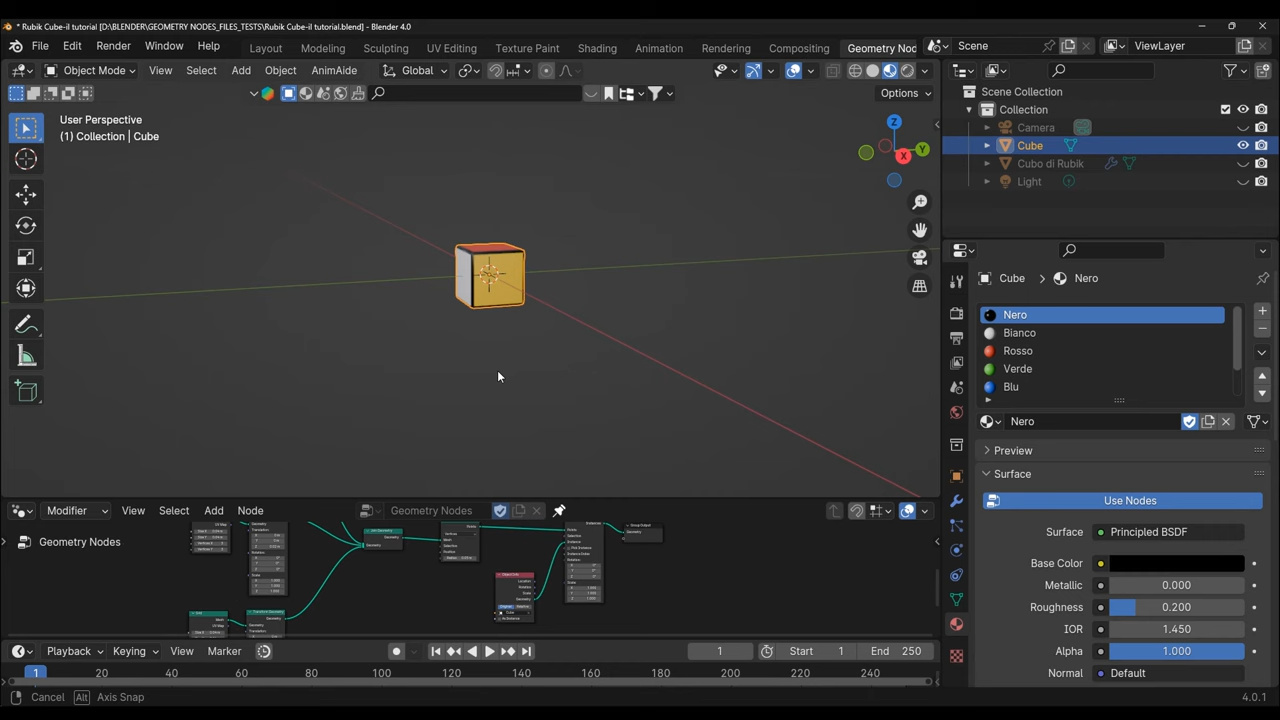 * Rubik Cube-il tutorial [D:\BLENDER\GEOMETRY NODES_FILES_TESTS\Rubik Cube-il tutorial.blend] - Blender 4.0
File Edit Render Window Help Layout Modeling Sculpting UV Editing Texture Paint Shading Animation Rendering Compositing Geometry Nod Scene ViewLayer
Object Mode View Select Add Object AnimAide Global
Options
User Perspective
(1) Collection | Cube
Z
Y
X
Scene Collection
Collection
Camera
Cube
Cubo di Rubik
Light
Cube > Nero
Nero
Bianco
Rosso
Verde
Blu
Nero
Preview
Surface
Use Nodes
Surface Principled BSDF
Base Color
Metallic 0.000
Roughness 0.200
IOR 1.450
Alpha 1.000
Normal Default
Modifier View Select Add Node Geometry Nodes
Geometry Nodes
Playback Keying View Marker 1 Start 1 End 250
1 20 40 60 80 100 120 140 160 180 200 220 240
Cancel Alt Axis Snap 4.0.1